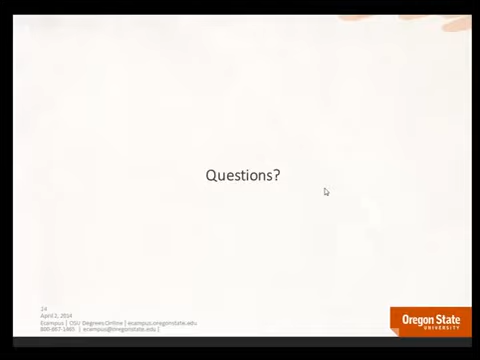 Questions?
24
April 2, 2014
Ecampus | OSU Degrees Online | ecampus.oregonstate.edu
800-667-1465 | ecampus@oregonstate.edu |
Oregon State
UNIVERSITY